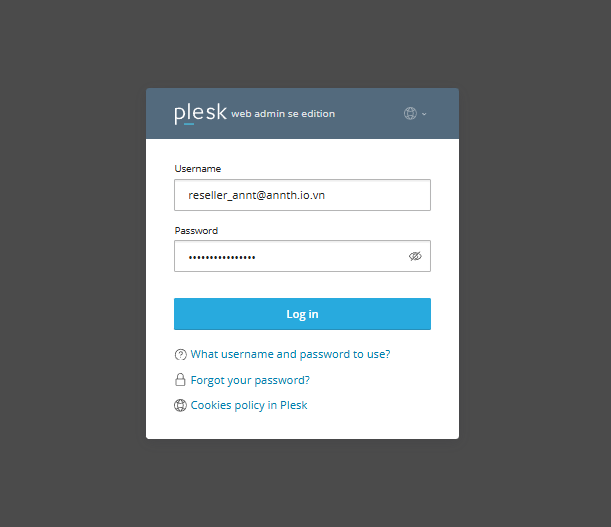 plesk web admin se edition
Username
reseller_annt@annth.io.vn
Password
••••••••••••••••
Log in
What username and password to use?
Forgot your password?
Cookies policy in Plesk